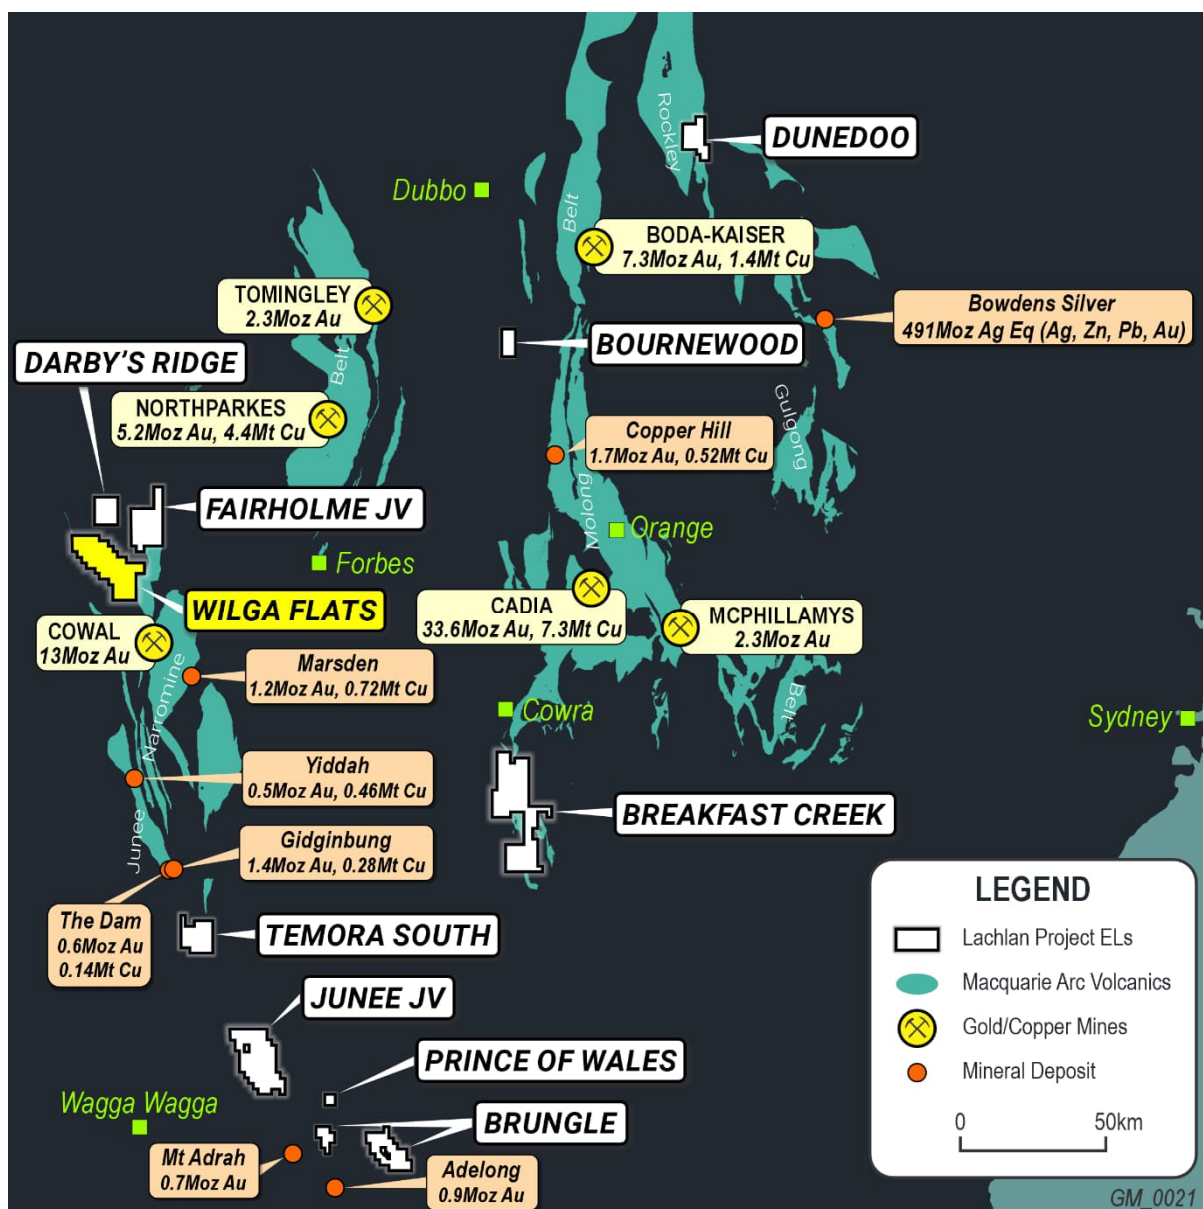 Rockley
DUNEDOO
Dubbo
Belt
BODA-KAISER
7.3Moz Au, 1.4Mt Cu
TOMINGLEY
2.3Moz Au
Bowdens Silver
491Moz Ag Eq (Ag, Zn, Pb, Au)
BOURNEWOOD
DARBY'S RIDGE
Belt
NORTHPARKES
5.2Moz Au, 4.4Mt Cu
Gulgong
Copper Hill
1.7Moz Au, 0.52Mt Cu
Molong
FAIRHOLME JV
Orange
Forbes
WILGA FLATS
CADIA
33.6Moz Au, 7.3Mt Cu
MCPHILLAMYS
2.3Moz Au
COWAL
13Moz Au
Marsden
1.2Moz Au, 0.72Mt Cu
Narromine
Belt
Cowra
Sydney
Yiddah
0.5Moz Au, 0.46Mt Cu
BREAKFAST CREEK
Junee
Gidginbung
1.4Moz Au, 0.28Mt Cu
The Dam
0.6Moz Au
0.14Mt Cu
TEMORA SOUTH
JUNEE JV
PRINCE OF WALES
Wagga Wagga
BRUNGLE
Mt Adrah
0.7Moz Au
Adelong
0.9Moz Au
LEGEND
Lachlan Project ELs
Macquarie Arc Volcanics
Gold/Copper Mines
Mineral Deposit
0 50km
GM_0021